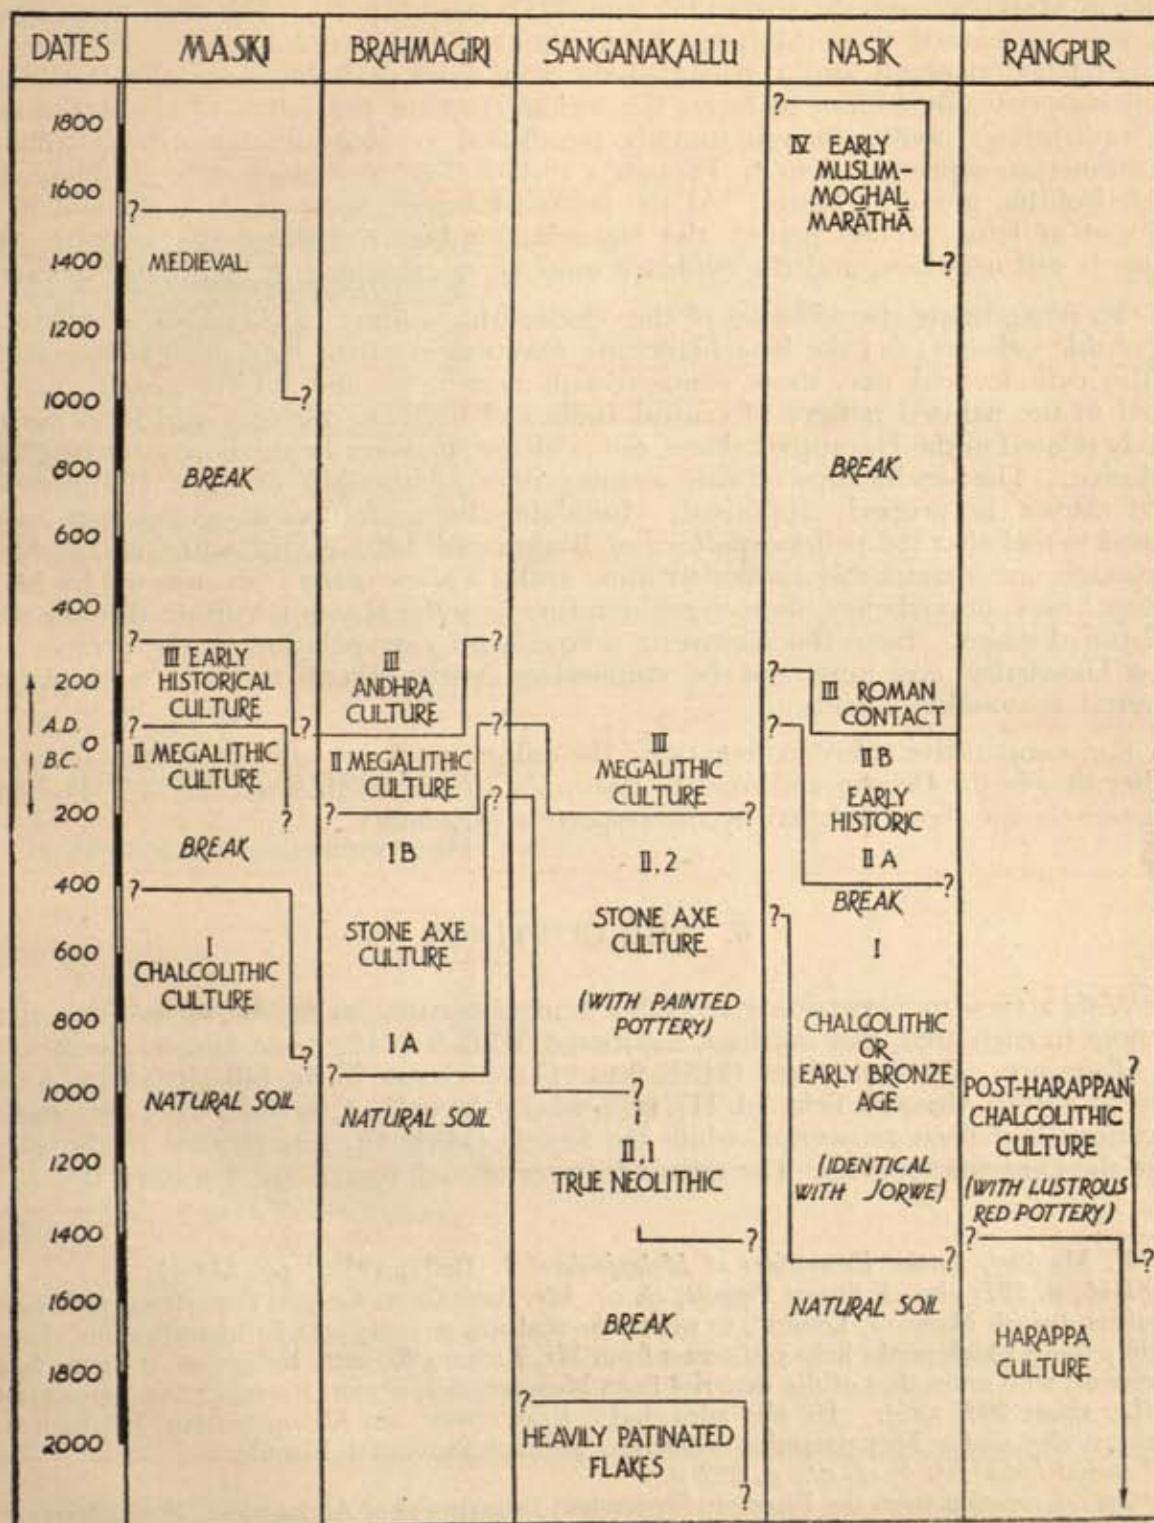 DATES MASKI BRAHMAGIRI SANGANAKALLU NASIK RANGPUR
1800
1600
1400
1200
1000
800
600
400
200
A.D.
0
B.C.
200
400
600
800
1000
1200
1400
1600
1800
2000
?
MEDIEVAL
?
BREAK
?
III EARLY
HISTORICAL
CULTURE
? ?
II MEGALITHIC
CULTURE
?
BREAK
?
I
CHALCOLITHIC
CULTURE
?
NATURAL SOIL
?
III
ANDHRA
CULTURE
?
II MEGALITHIC
CULTURE
?
?
I B
STONE AXE
CULTURE
I A
?
NATURAL SOIL
III
MEGALITHIC
CULTURE
?
II.2
STONE AXE
CULTURE
(WITH PAINTED
POTTERY)
?
II.1
TRUE NEOLITHIC
?
BREAK
?
HEAVILY PATINATED
FLAKES
?
?
IV EARLY
MUSLIM-
MOGHAL
MARĀTHĀ
?
BREAK
?
III ROMAN
CONTACT
?
II B
EARLY
HISTORIC
II A
?
BREAK
?
I
CHALCOLITHIC
OR
EARLY BRONZE
AGE
(IDENTICAL
WITH JORWE)
?
NATURAL SOIL
?
POST-HARAPPAN
CHALCOLITHIC
CULTURE
(WITH LUSTROUS
RED POTTERY)
?
?
HARAPPA
CULTURE